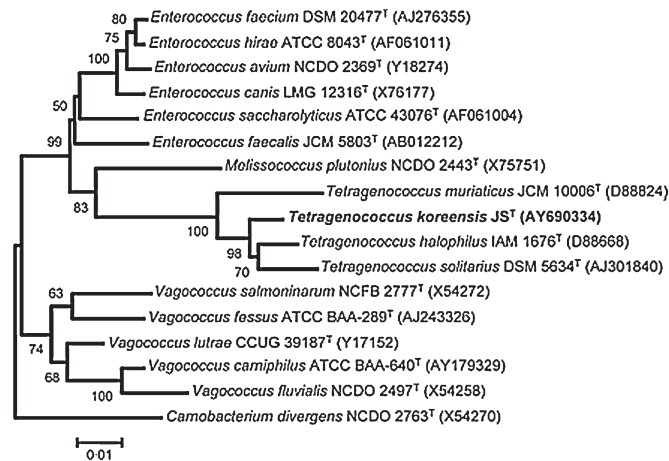 80 Enterococcus faecium DSM 20477ᵀ (AJ276355)
75 Enterococcus hirae ATCC 8043ᵀ (AF061011)
Enterococcus avium NCDO 2369ᵀ (Y18274)
100
Enterococcus canis LMG 12316ᵀ (X76177)
50 Enterococcus saccharolyticus ATCC 43076ᵀ (AF061004)
99 Enterococcus faecalis JCM 5803ᵀ (AB012212)
Melissococcus plutonius NCDO 2443ᵀ (X75751)
83 Tetragenococcus muriaticus JCM 10006ᵀ (D88824)
100 Tetragenococcus koreensis JSᵀ (AY690334)
98 Tetragenococcus halophilus IAM 1676ᵀ (D88668)
70 Tetragenococcus solitarius DSM 5634ᵀ (AJ301840)
63 Vagococcus salmoninarum NCFB 2777ᵀ (X54272)
Vagococcus fessus ATCC BAA-289ᵀ (AJ243326)
74 Vagococcus lutrae CCUG 39187ᵀ (Y17152)
68 Vagococcus carniphilus ATCC BAA-640ᵀ (AY179329)
100 Vagococcus fluvialis NCDO 2497ᵀ (X54258)
Carnobacterium divergens NCDO 2763ᵀ (X54270)
0·01